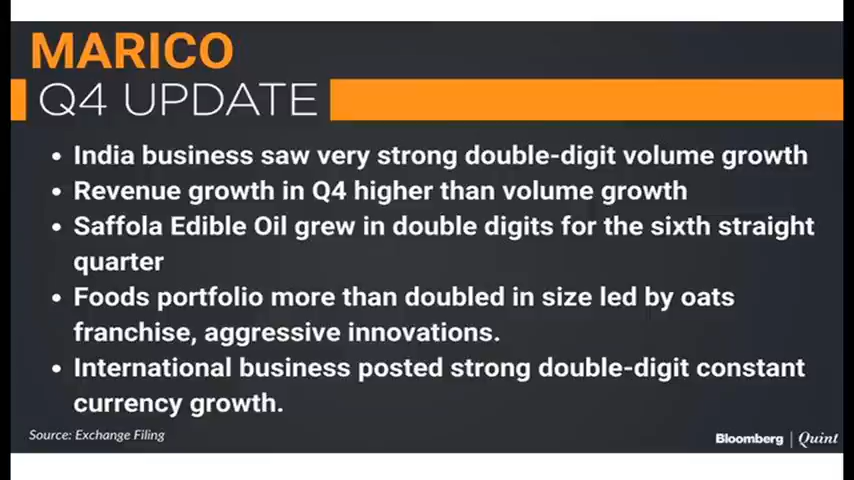 MARICO
Q4 UPDATE
• India business saw very strong double-digit volume growth
• Revenue growth in Q4 higher than volume growth
• Saffola Edible Oil grew in double digits for the sixth straight
quarter
• Foods portfolio more than doubled in size led by oats
franchise, aggressive innovations.
• International business posted strong double-digit constant
currency growth.
Source: Exchange Filing
Bloomberg | Quint